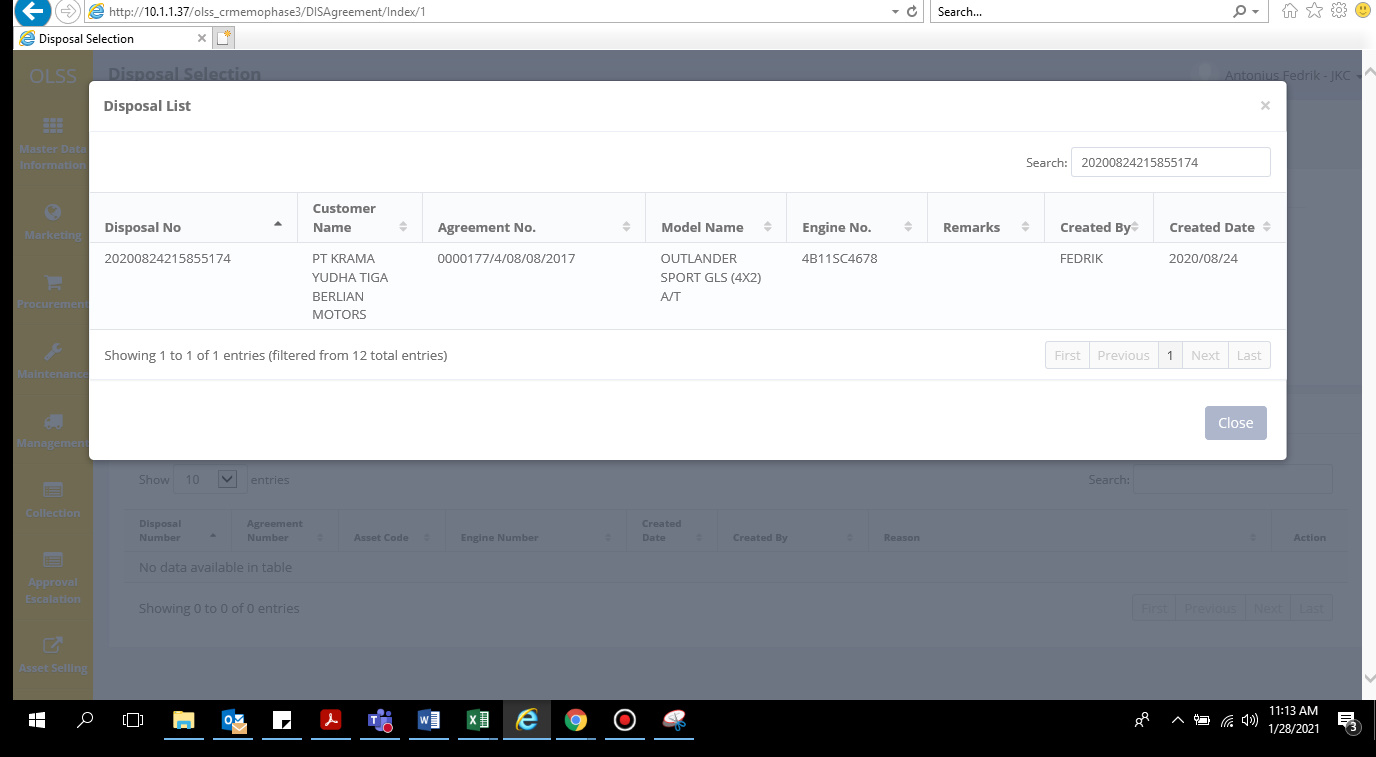 http://10.1.1.37/olss_crmemophase3/DISAgreement/Index/1
Search...
Disposal Selection
OLSS
Disposal Selection
Antonius Fedrik - JKC
Master Data
Information
Marketing
Procurement
Maintenance
Management
Collection
Approval
Escalation
Asset Selling
Disposal List
×
Search: 20200824215855174
Disposal No Customer Name Agreement No. Model Name Engine No. Remarks Created By Created Date
20200824215855174 PT KRAMA 0000177/4/08/08/2017 OUTLANDER 4B11SC4678 FEDRIK 2020/08/24
YUDHA TIGA SPORT GLS (4X2)
BERLIAN A/T
MOTORS
Showing 1 to 1 of 1 entries (filtered from 12 total entries)
First Previous 1 Next Last
Close
Show 10 entries
Search:
Disposal Number Agreement Number Asset Code Engine Number Created Date Created By Reason Action
No data available in table
Showing 0 to 0 of 0 entries
First Previous Next Last
11:13 AM
1/28/2021
3